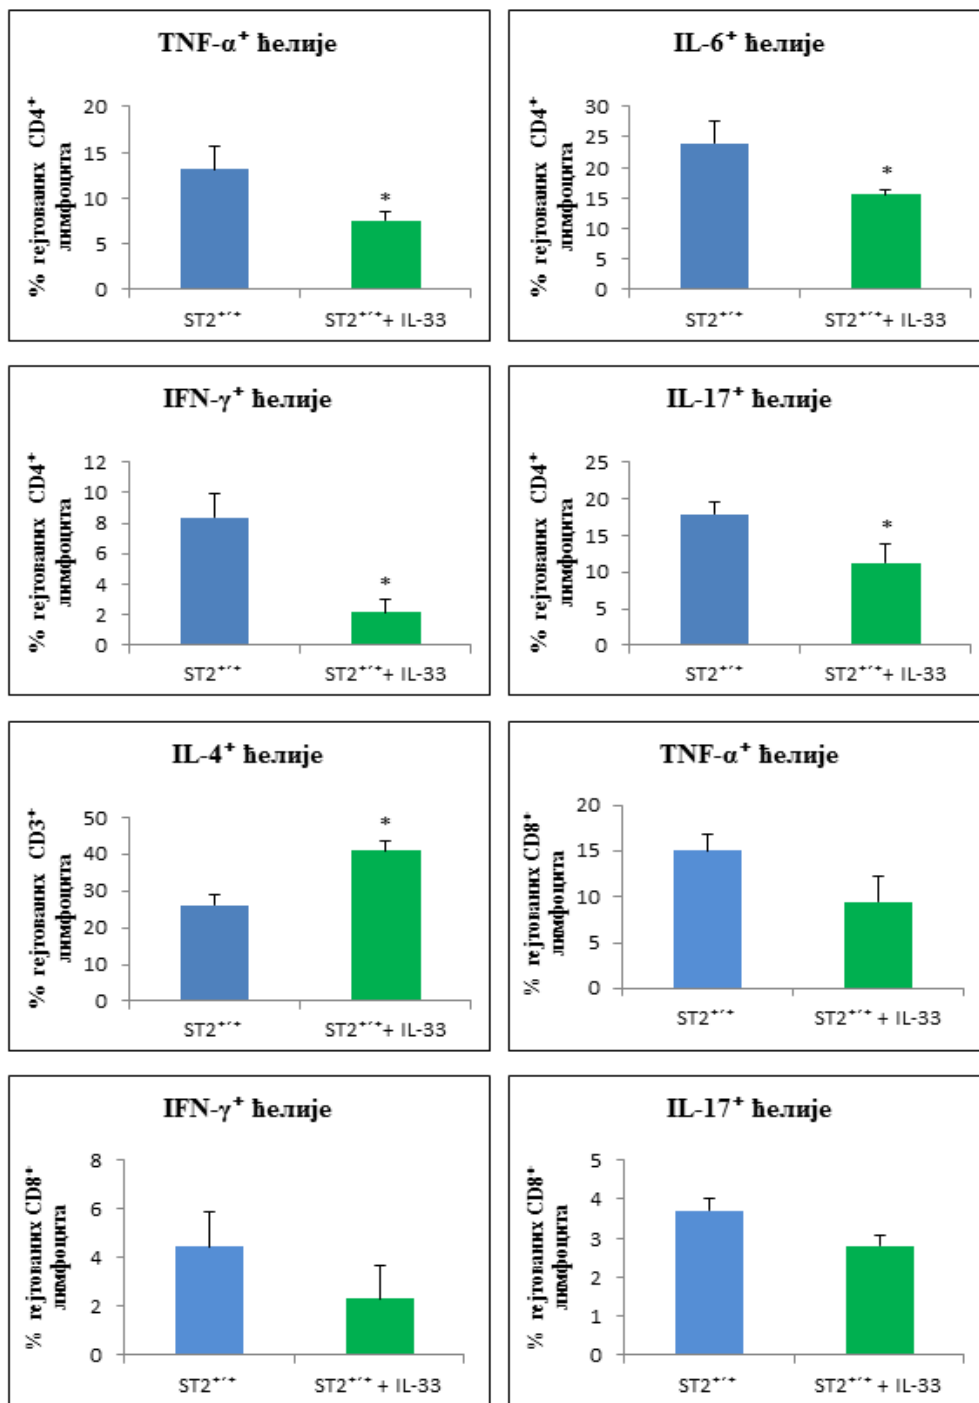 TNF-α⁺ ћелије
% гејтованих CD4⁺
лимфоцита
20
15
10
5
0
ST2⁺ᐟ⁺
ST2⁺ᐟ⁺+ IL-33
*
IL-6⁺ ћелије
% гејтованих CD4⁺
лимфоцита
30
25
20
15
10
5
0
ST2⁺ᐟ⁺
ST2⁺ᐟ⁺+ IL-33
*
IFN-γ⁺ ћелије
% гејтованих CD4⁺
лимфоцита
12
10
8
6
4
2
0
ST2⁺ᐟ⁺
ST2⁺ᐟ⁺+ IL-33
*
IL-17⁺ ћелије
% гејтованих CD4⁺
лимфоцита
25
20
15
10
5
0
ST2⁺ᐟ⁺
ST2⁺ᐟ⁺+ IL-33
*
IL-4⁺ ћелије
% гејтованих CD3⁺
лимфоцита
50
40
30
20
10
0
ST2⁺ᐟ⁺
ST2⁺ᐟ⁺+ IL-33
*
TNF-α⁺ ћелије
% гејтованих CD8⁺
лимфоцита
20
15
10
5
0
ST2⁺ᐟ⁺
ST2⁺ᐟ⁺ + IL-33
IFN-γ⁺ ћелије
% гејтованих CD8⁺
лимфоцита
8
6
4
2
0
ST2⁺ᐟ⁺
ST2⁺ᐟ⁺ + IL-33
IL-17⁺ ћелије
% гејтованих CD8⁺
лимфоцита
5
4
3
2
1
0
ST2⁺ᐟ⁺
ST2⁺ᐟ⁺ + IL-33